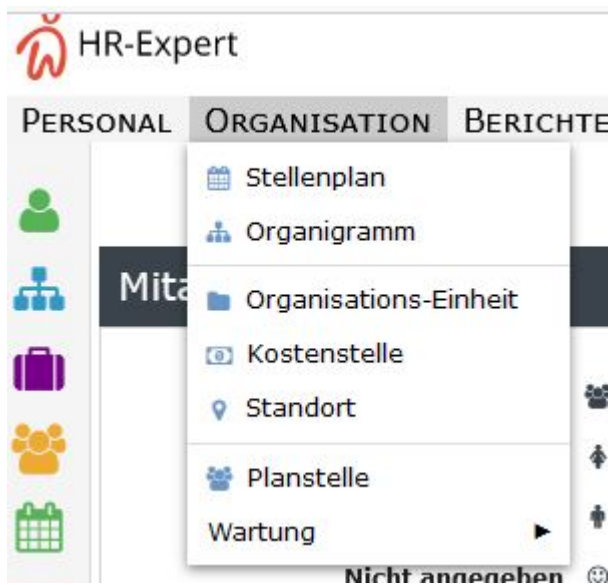 HR-Expert
PERSONAL ORGANISATION BERICHTE
Stellenplan
Organigramm
Mita
Organisations-Einheit
Kostenstelle
Standort
Planstelle
Wartung
Nicht angegeben